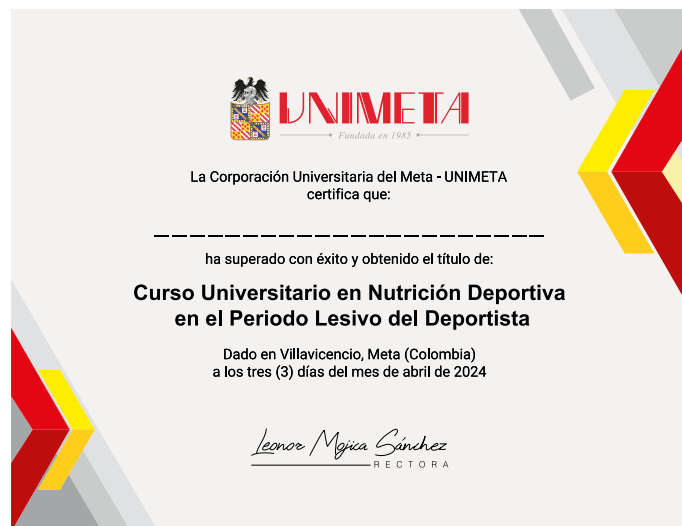 UNIMETA
Fundada en 1985
La Corporación Universitaria del Meta - UNIMETA
certifica que:
ha superado con éxito y obtenido el título de:
Curso Universitario en Nutrición Deportiva
en el Periodo Lesivo del Deportista
Dado en Villavicencio, Meta (Colombia)
a los tres (3) días del mes de abril de 2024
Leonor Mojica Sánchez
RECTORA